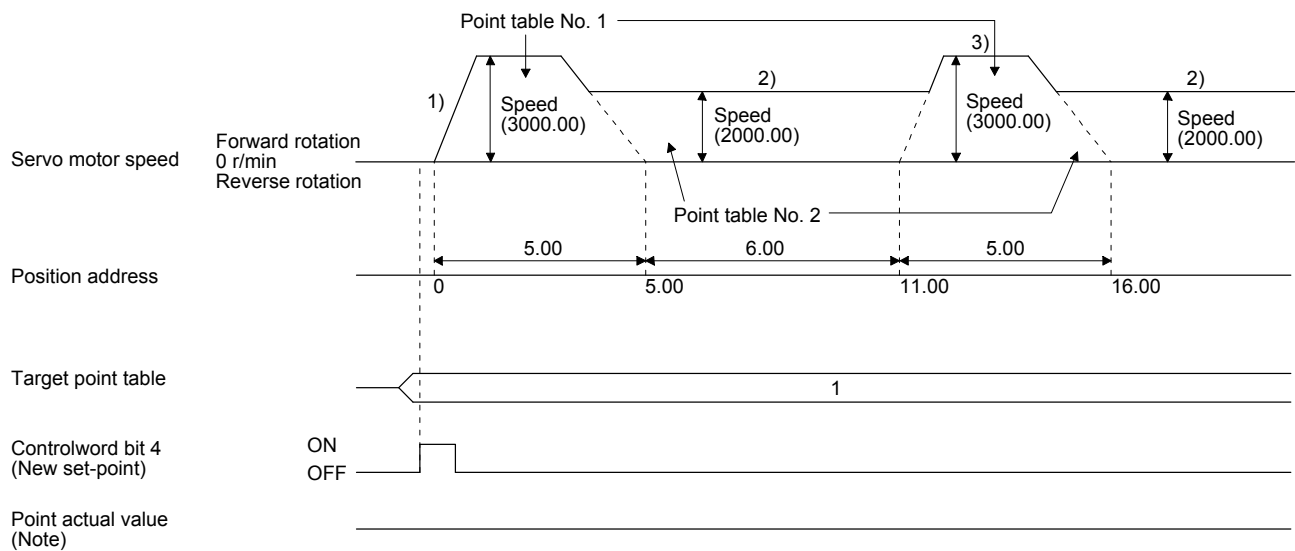 Point table No. 1
3)
2)
2)
1)
Speed
(3000.00)
Speed
(2000.00)
Speed
(3000.00)
Speed
(2000.00)
Servo motor speed
Forward rotation
0 r/min
Reverse rotation
Point table No. 2
5.00
6.00
5.00
Position address
0
5.00
11.00
16.00
Target point table
1
Controlword bit 4
(New set-point)
ON
OFF
Point actual value
(Note)